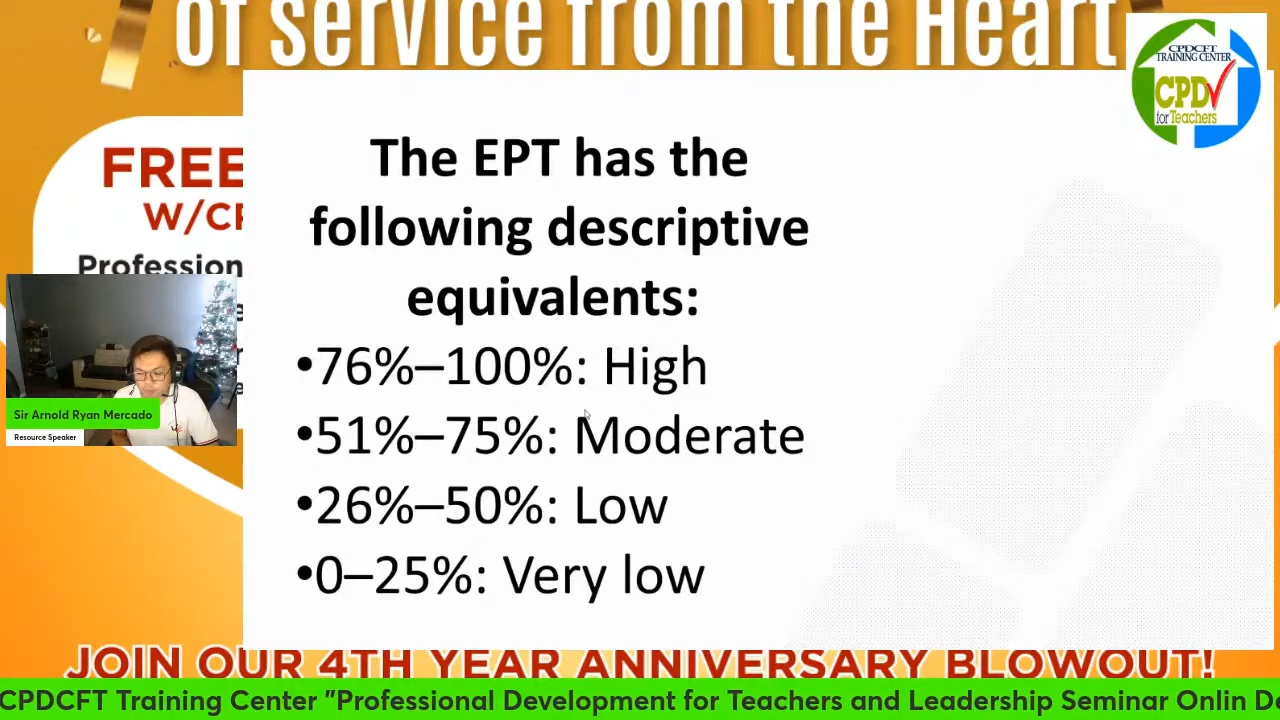 of service from the Heart
CPDCFT
TRAINING CENTER
CPD
for Teachers
FREE
W/CP
Profession
The EPT has the
following descriptive
equivalents:
•76%–100%: High
•51%–75%: Moderate
•26%–50%: Low
•0–25%: Very low
Sir Arnold Ryan Mercado
Resource Speaker
JOIN OUR 4TH YEAR ANNIVERSARY BLOWOUT!
CPDCFT Training Center "Professional Development for Teachers and Leadership Seminar Onlin Da